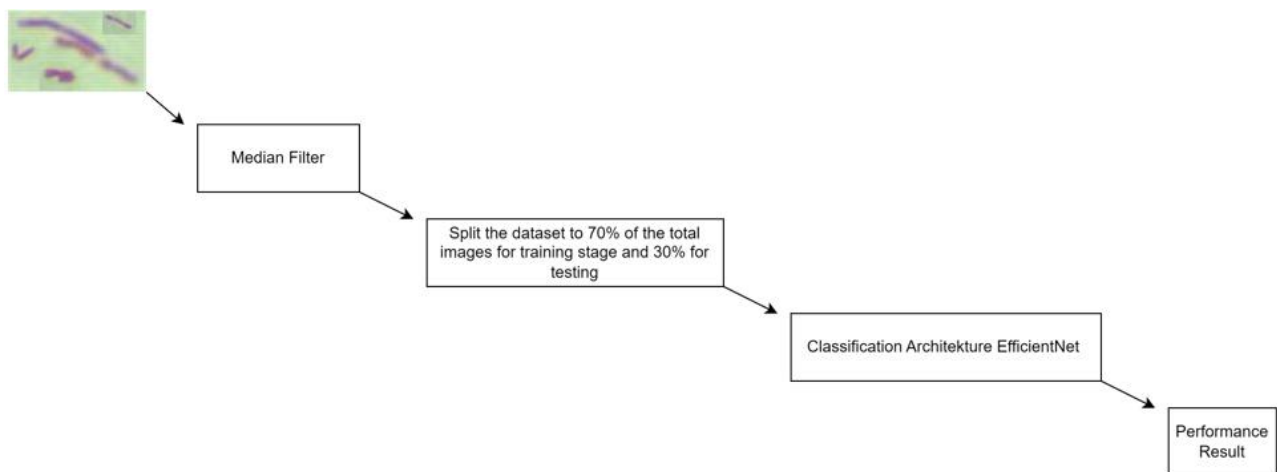 Median Filter
Split the dataset to 70% of the total
images for training stage and 30% for
testing
Classification Architekture EfficientNet
Performance
Result